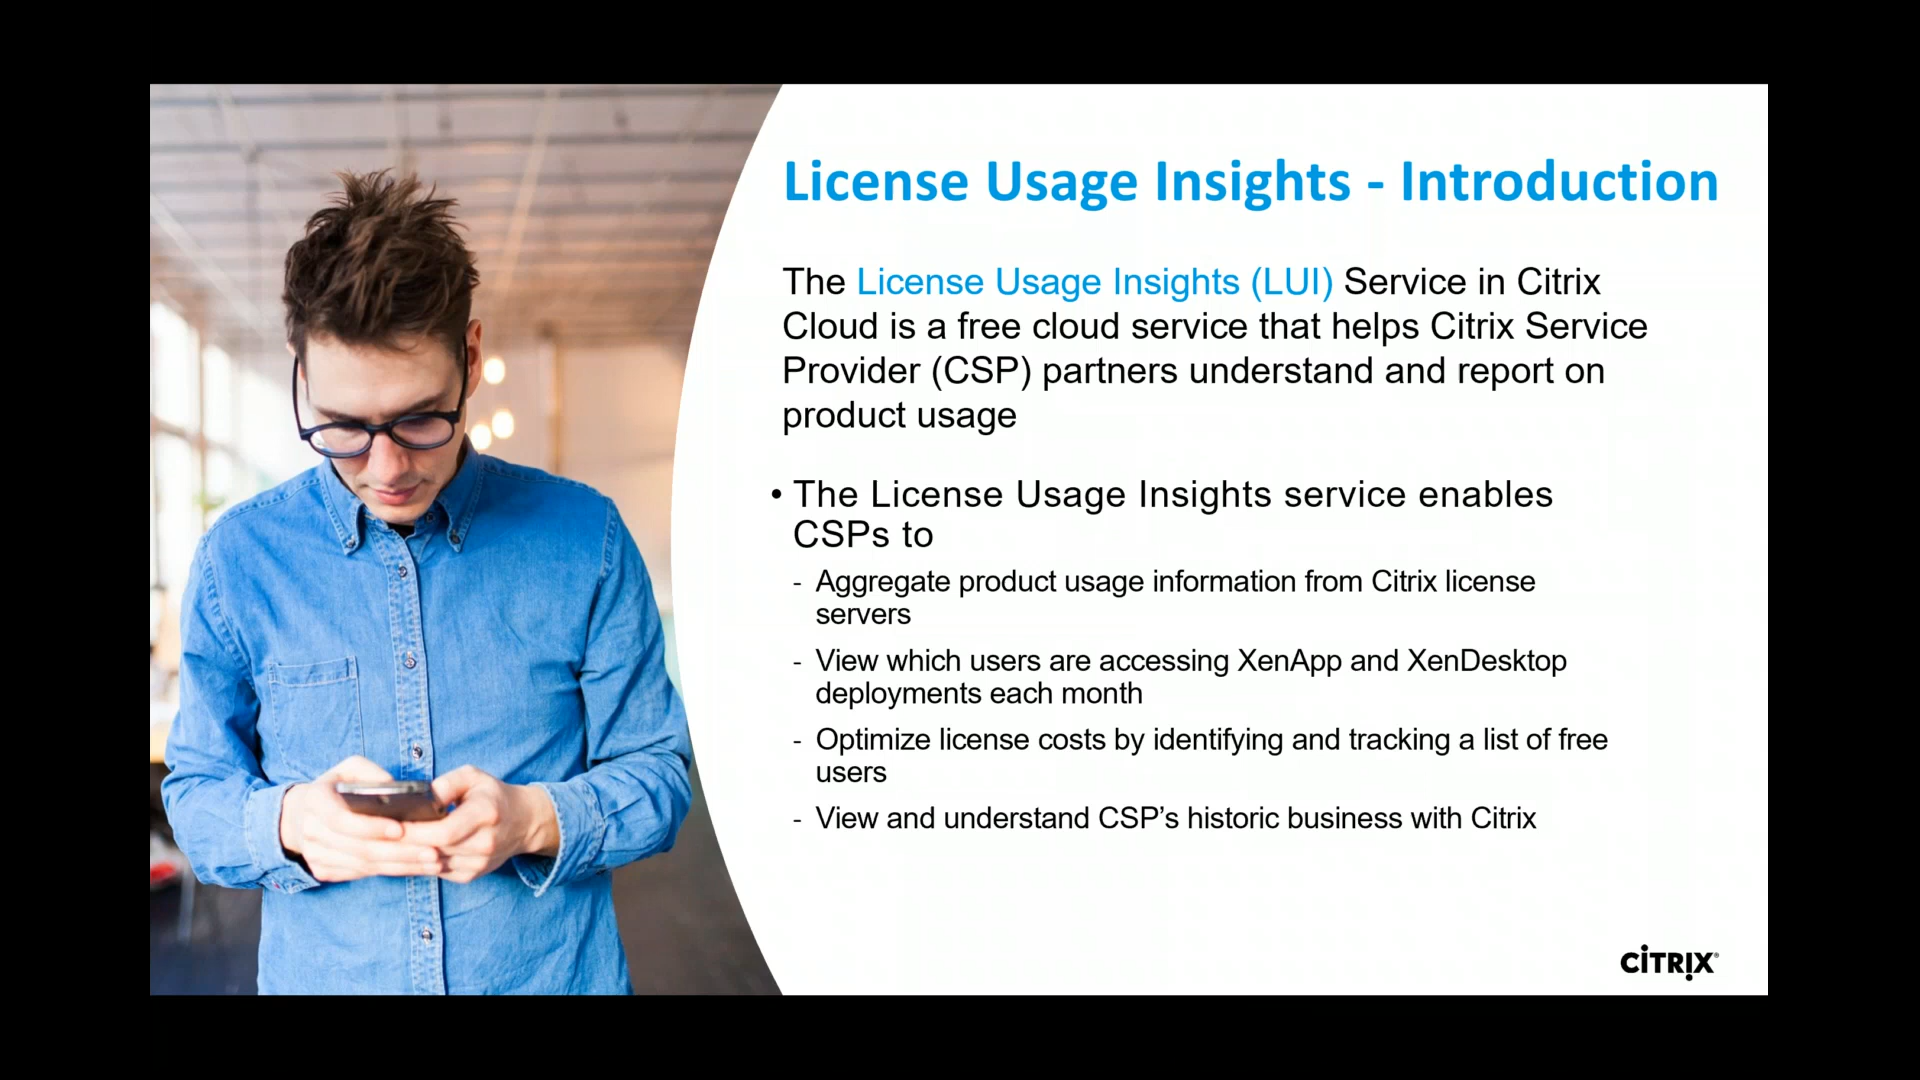 License Usage Insights - Introduction
The License Usage Insights (LUI) Service in Citrix
Cloud is a free cloud service that helps Citrix Service
Provider (CSP) partners understand and report on
product usage
• The License Usage Insights service enables
CSPs to
- Aggregate product usage information from Citrix license
servers
- View which users are accessing XenApp and XenDesktop
deployments each month
- Optimize license costs by identifying and tracking a list of free
users
- View and understand CSP’s historic business with Citrix
CİTRIX®